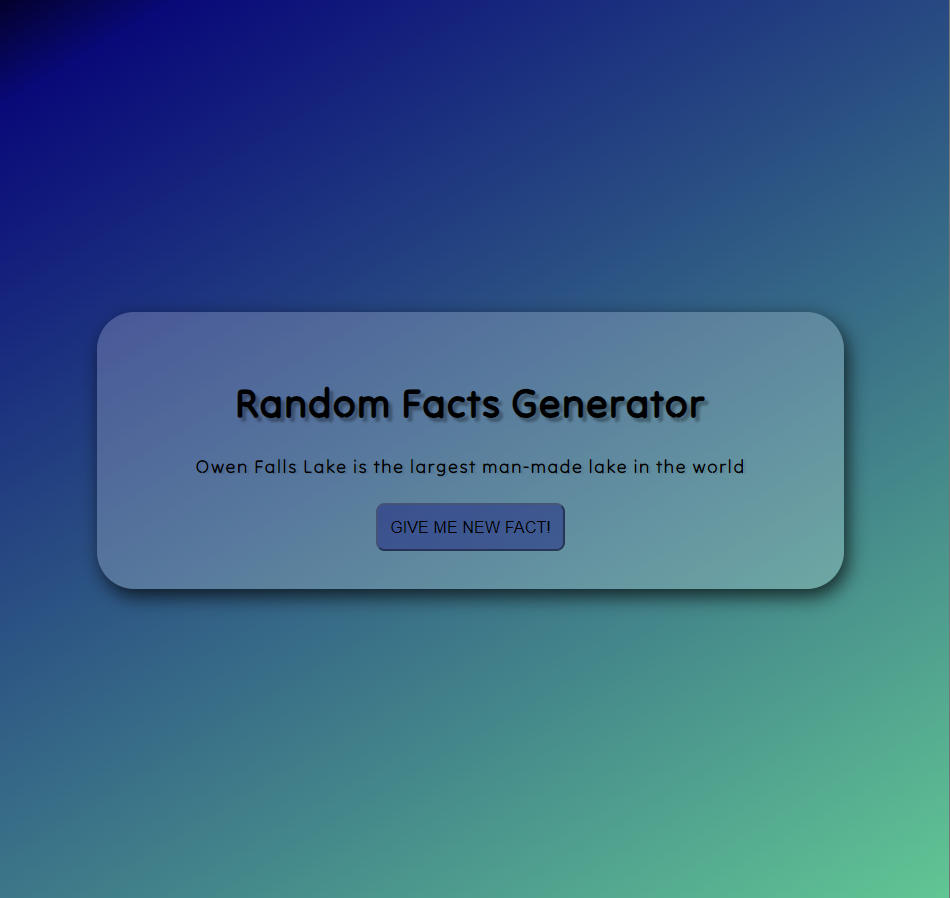 Random Facts Generator
Owen Falls Lake is the largest man-made lake in the world
GIVE ME NEW FACT!